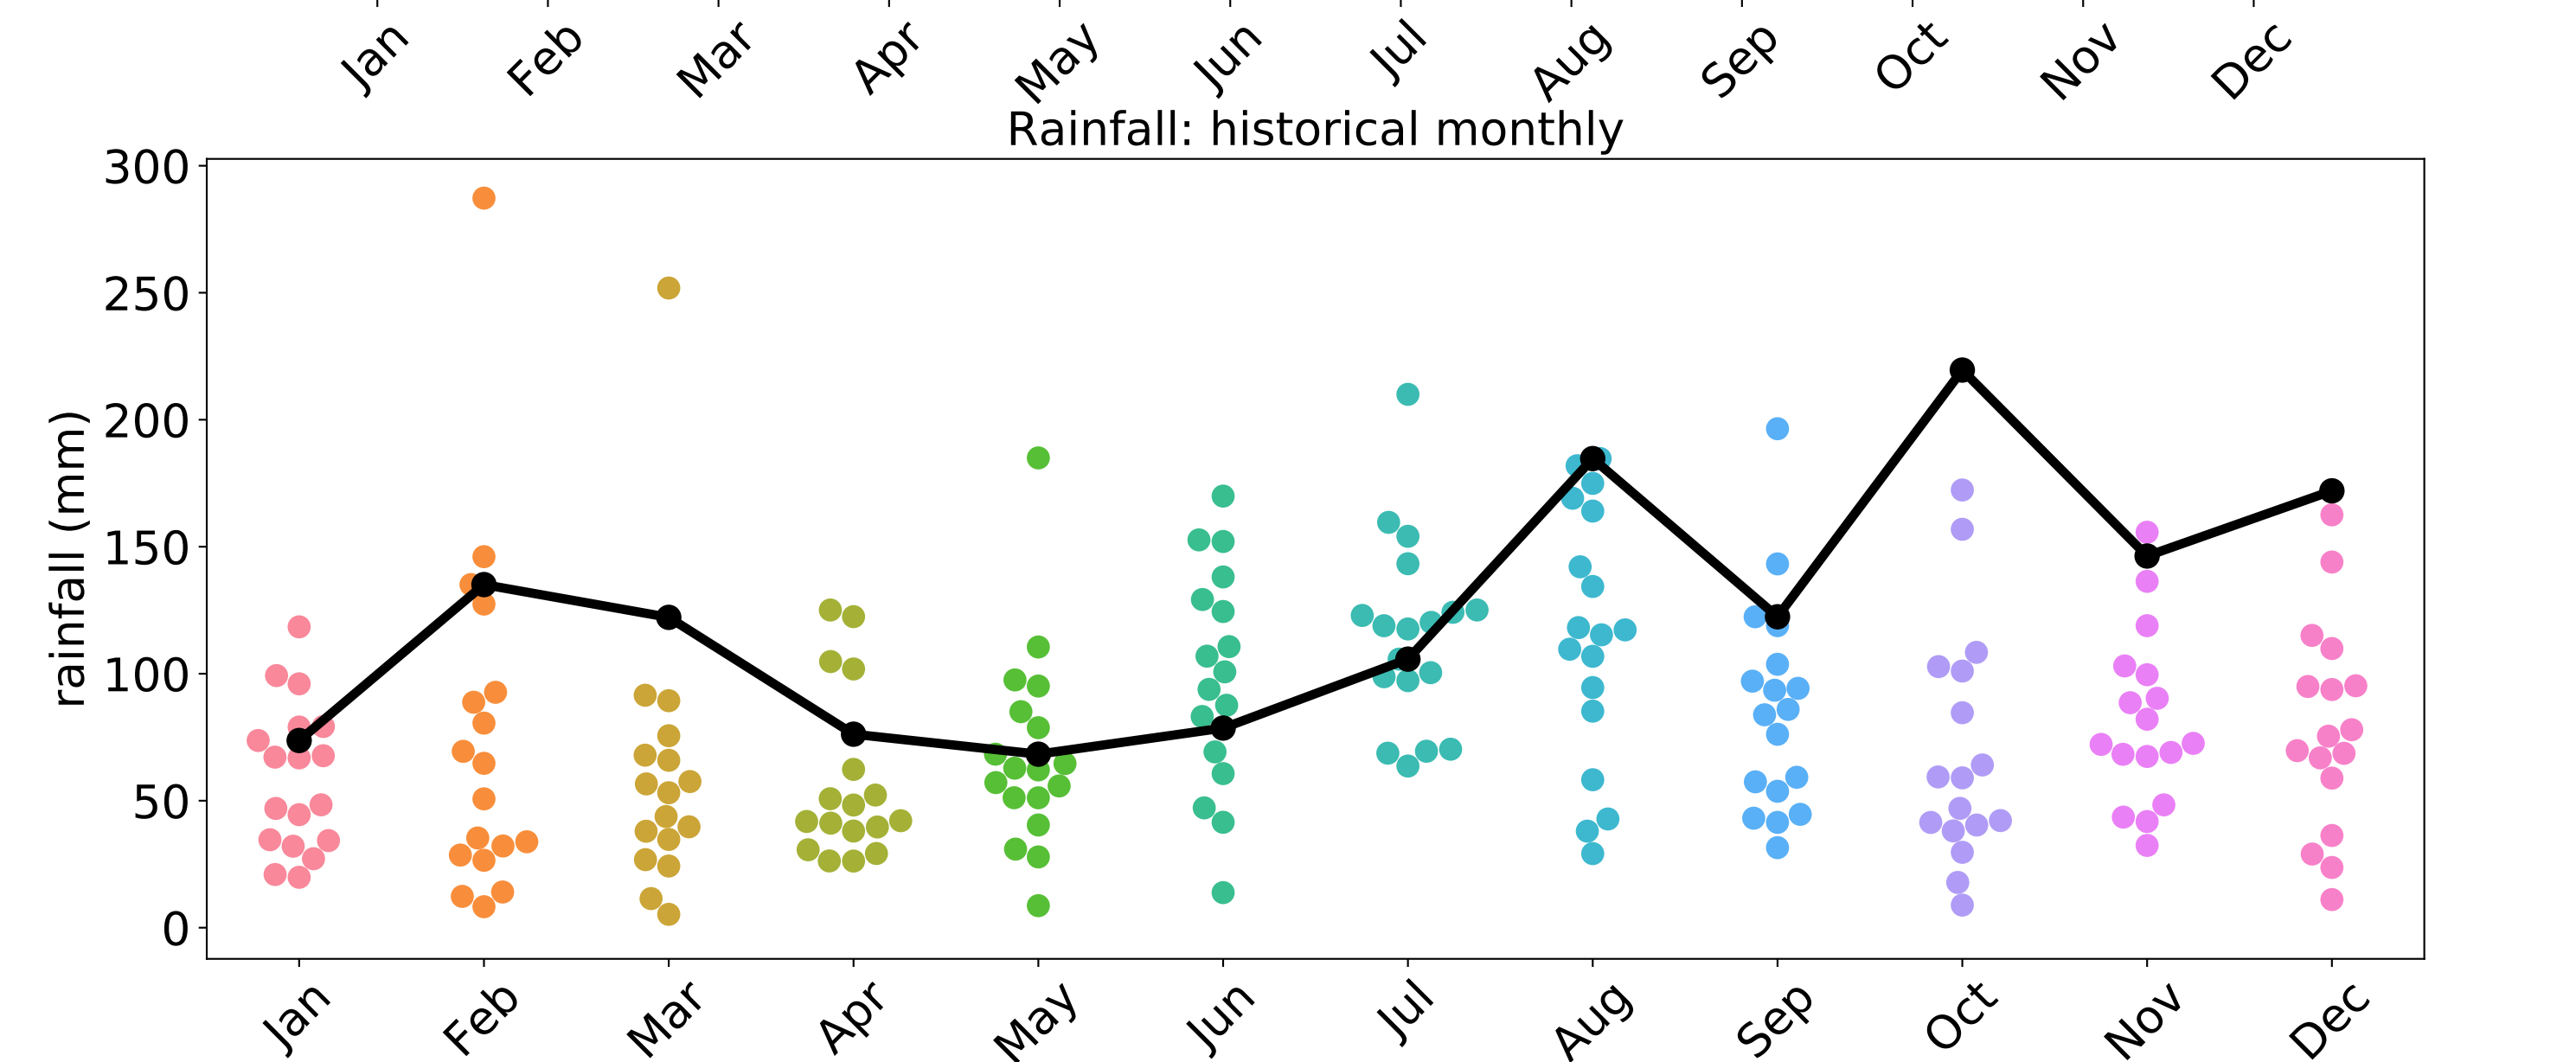 Jan Feb Mar Apr May Jun Jul Aug Sep Oct Nov Dec
Rainfall: historical monthly
rainfall (mm)
300
250
200
150
100
50
0
Jan Feb Mar Apr May Jun Jul Aug Sep Oct Nov Dec